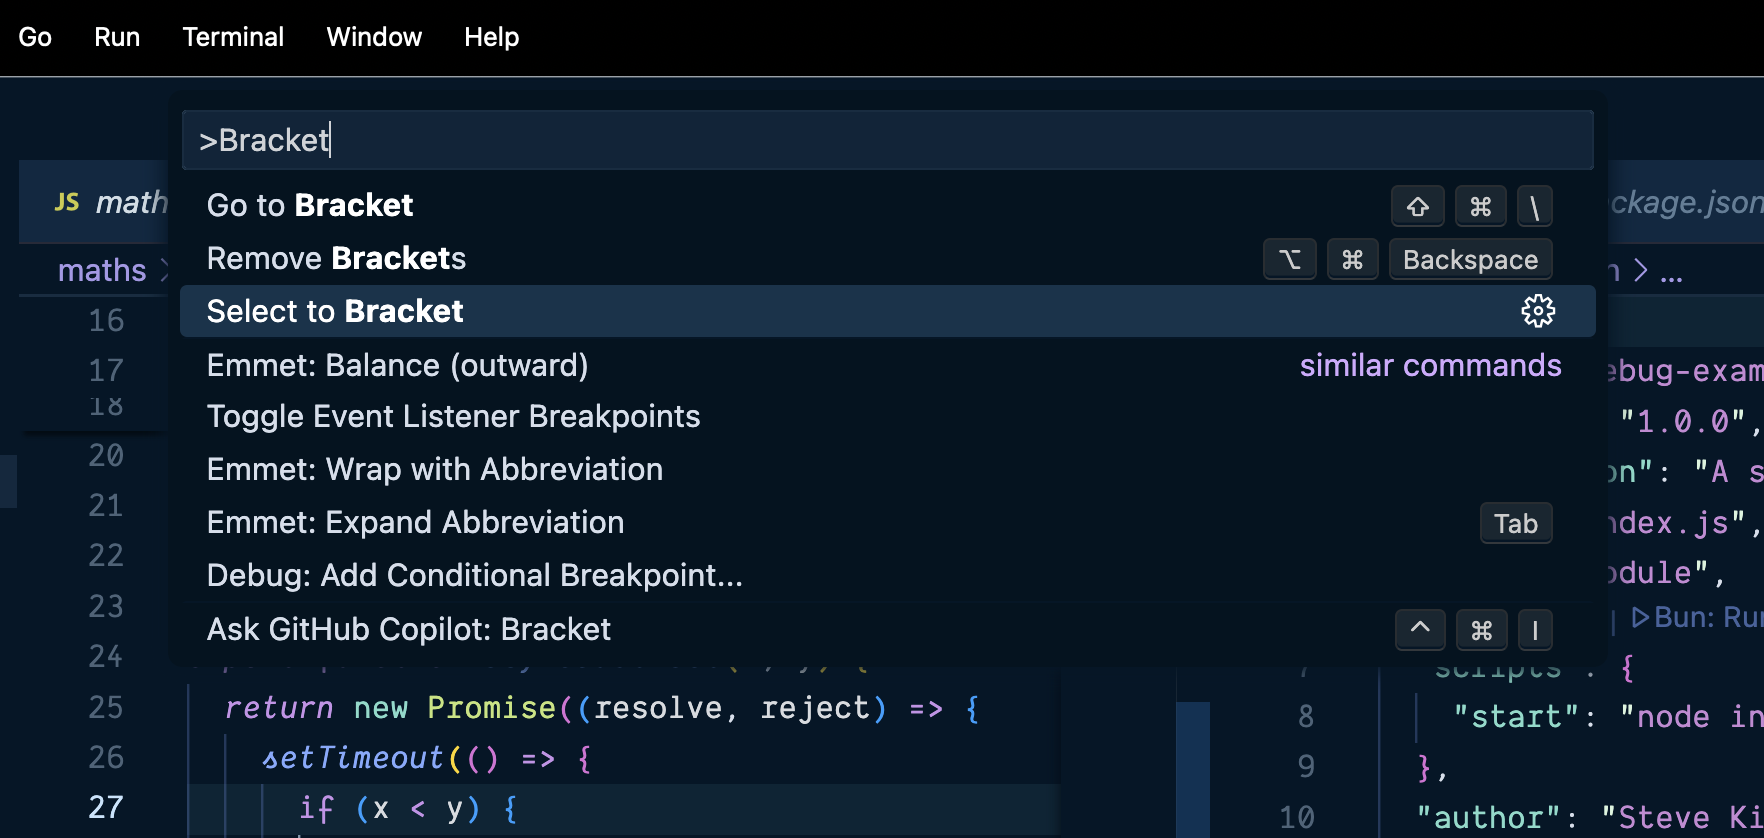 Go Run Terminal Window Help
>Bracket
JS math
ckage.json
Go to Bracket ⇧ ⌘ \
Remove Brackets ⌥ ⌘ Backspace
maths >
> ...
Select to Bracket
Emmet: Balance (outward) similar commands
Toggle Event Listener Breakpoints
Emmet: Wrap with Abbreviation
Emmet: Expand Abbreviation Tab
Debug: Add Conditional Breakpoint...
Ask GitHub Copilot: Bracket ^ ⌘ I
16
17
18
20
21
22
23
24
25 return new Promise((resolve, reject) => {
26 setTimeout(() => {
27 if (x < y) {
ebug-exam
"1.0.0",
on": "A s
ndex.js",
odule",
| ▷Bun: Run
7 "scripts": {
8 "start": "node in
9 },
10 "author": "Steve Ki